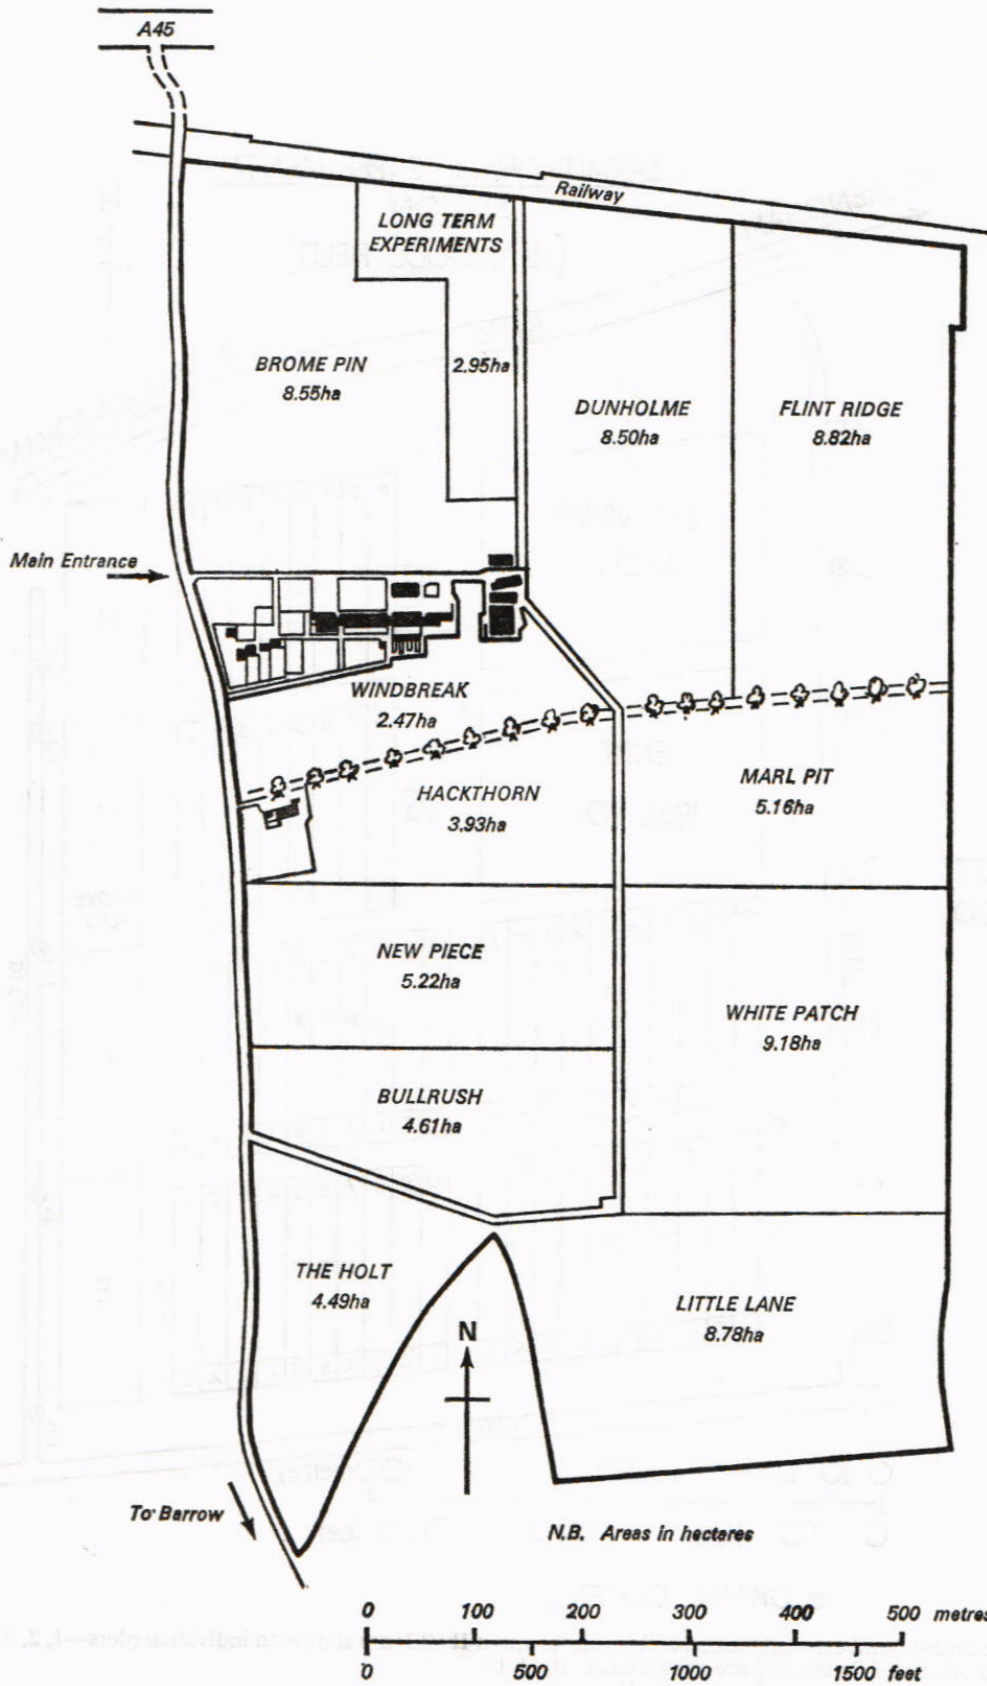 A45
Railway
LONG TERM
EXPERIMENTS
BROME PIN
8.55ha
2.95ha
DUNHOLME
8.50ha
FLINT RIDGE
8.82ha
Main Entrance
WINDBREAK
2.47ha
HACKTHORN
3.93ha
MARL PIT
5.16ha
NEW PIECE
5.22ha
WHITE PATCH
9.18ha
BULLRUSH
4.61ha
THE HOLT
4.49ha
LITTLE LANE
8.78ha
N
To Barrow
N.B. Areas in hectares
0 100 200 300 400 500 metres
0 500 1000 1500 feet